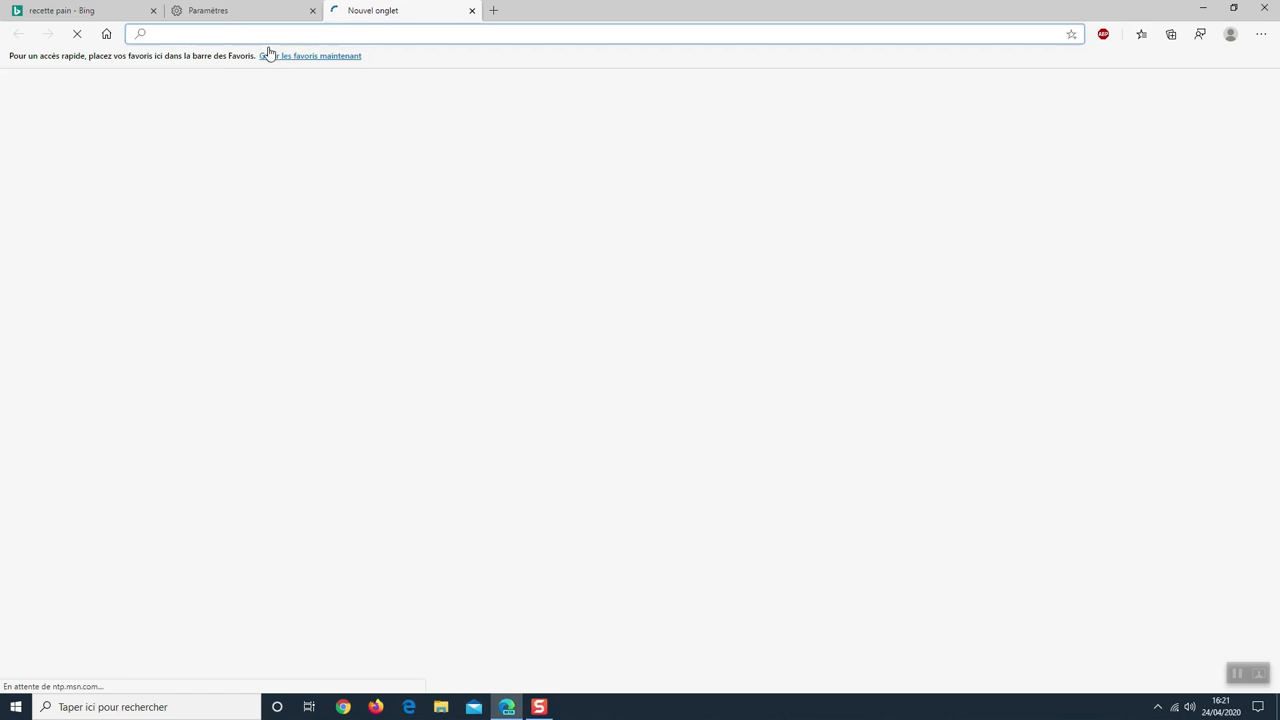 recette pain - Bing
Paramètres
Nouvel onglet
ABP
Pour un accès rapide, placez vos favoris ici dans la barre des Favoris. les favoris maintenant
En attente de ntp.msn.com...
Taper ici pour rechercher
S
16:21
24/04/2020